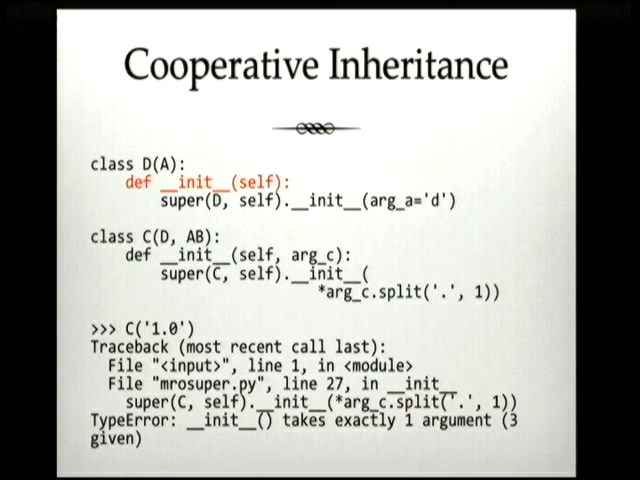 Cooperative Inheritance
class D(A):
def __init__(self):
super(D, self).__init__(arg_a='d')
class C(D, AB):
def __init__(self, arg_c):
super(C, self).__init__(
*arg_c.split('.', 1))
>>> C('1.0')
Traceback (most recent call last):
File "<input>", line 1, in <module>
File "mrosuper.py", line 27, in __init__
super(C, self).__init__(*arg_c.split('.', 1))
TypeError: __init__() takes exactly 1 argument (3
given)